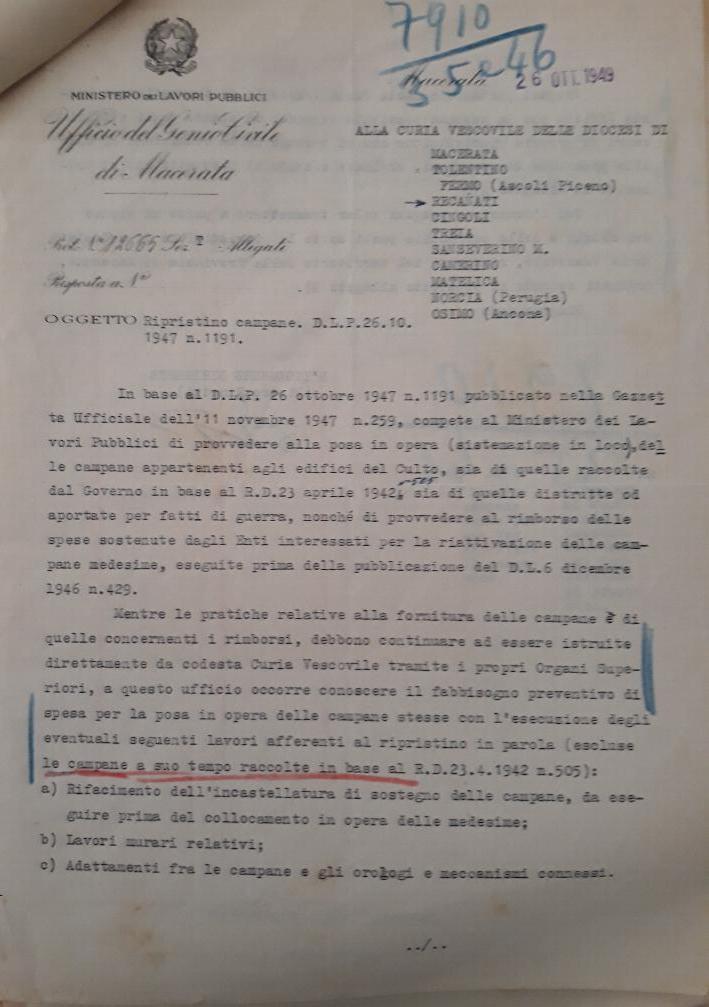 7910
35 e 46
Macerata 26 OTT. 1949
MINISTERO DEI LAVORI PUBBLICI
Ufficio del Genio Civile
di Macerata
ALLA CURIA VESCOVILE DELLE DIOCESI DI
MACERATA
TOLENTINO
FERMO (Ascoli Piceno)
→ RECANATI
CINGOLI
TREIA
SANSEVERINO M.
CAMERINO
MATELICA
NORCIA (Perugia)
OSIMO (Ancona)
Prot. N. 12665 Sez. Allegati
Risposta a N.
OGGETTO Ripristino campane. D.L.P.26.10.
1947 n.1191.
In base al D.L.P. 26 ottobre 1947 n.1191 pubblicato nella Gazzet
ta Ufficiale dell'11 novembre 1947 n.259, compete al Ministero dei La-
vori Pubblici di provvedere alla posa in opera (sistemazione in loco),del
le campane appartenenti agli edifici del Culto, sia di quelle raccolte
dal Governo in base al R.D.23 aprile 1942, n.505 sia di quelle distrutte od
aportate per fatti di guerra, nonché di provvedere al rimborso delle
spese sostenute dagli Enti interessati per la riattivazione delle cam-
pane medesime, eseguite prima della pubblicazione del D.L.6 dicembre
1946 n.429.
Mentre le pratiche relative alla fornitura delle campane e di
quelle concernenti i rimborsi, debbono continuare ad essere istruite
direttamente da codesta Curia Vescovile tramite i propri Organi Supe-
riori, a questo ufficio occorre conoscere il fabbisogno preventivo di
spesa per la posa in opera delle campane stesse con l'esecuzione degli
eventuali seguenti lavori afferenti al ripristino in parola (escluse
le campane a suo tempo raccolte in base al R.D.23.4.1942 n.505):
a) Rifacimento dell'incastellatura di sostegno delle campane, da ese-
guire prima del collocamento in opera delle medesime;
b) Lavori murari relativi;
c) Adattamenti fra le campane e gli orologi e meccanismi connessi.
../..